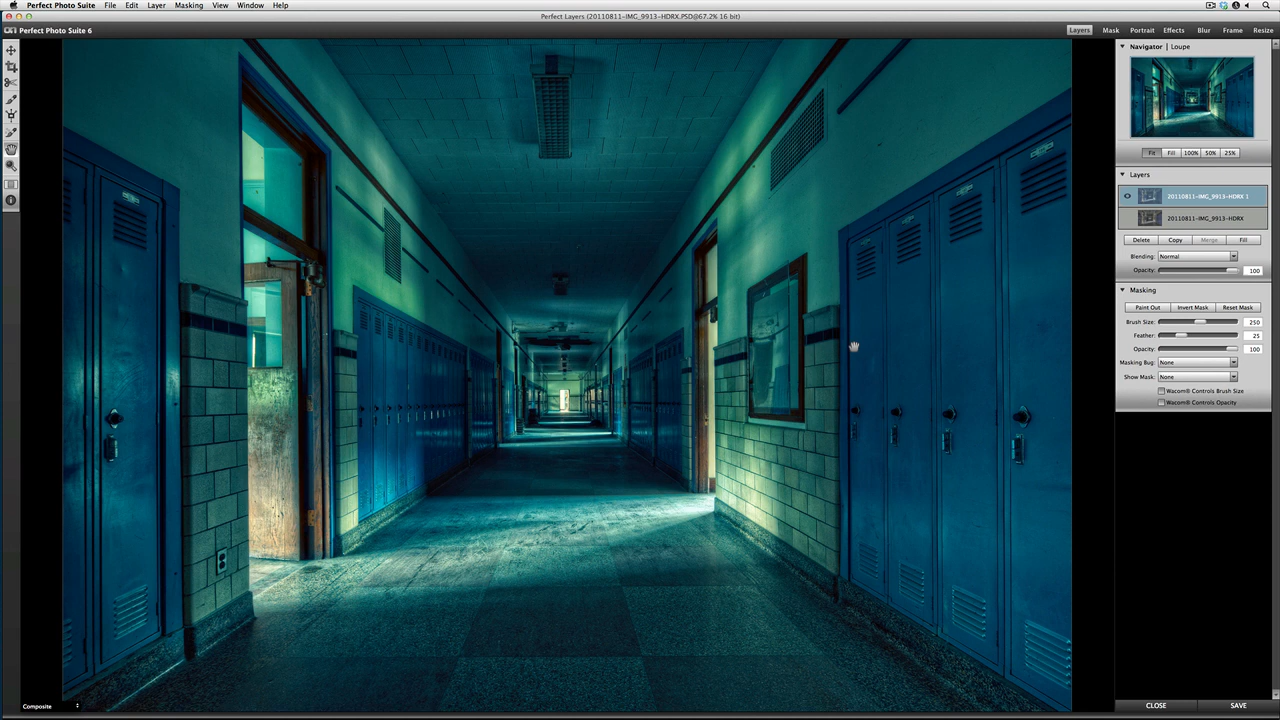 Perfect Photo Suite File Edit Layer Masking View Window Help
Perfect Layers (20110811-IMG_9913-HDRX.PSD@67.2% 16 bit)
on Perfect Photo Suite 6
Layers Mask Portrait Effects Blur Frame Resize
Navigator | Loupe
Fit Fill 100% 50% 25%
Layers
20110811-IMG_9913-HDRX 1
20110811-IMG_9913-HDRX
Delete Copy Merge Fill
Blending: Normal
Opacity: 100
Masking
Paint Out Invert Mask Reset Mask
Brush Size: 250
Feather: 25
Opacity: 100
Masking Bug: None
Show Mask: None
Wacom® Controls Brush Size
Wacom® Controls Opacity
Composite
CLOSE SAVE